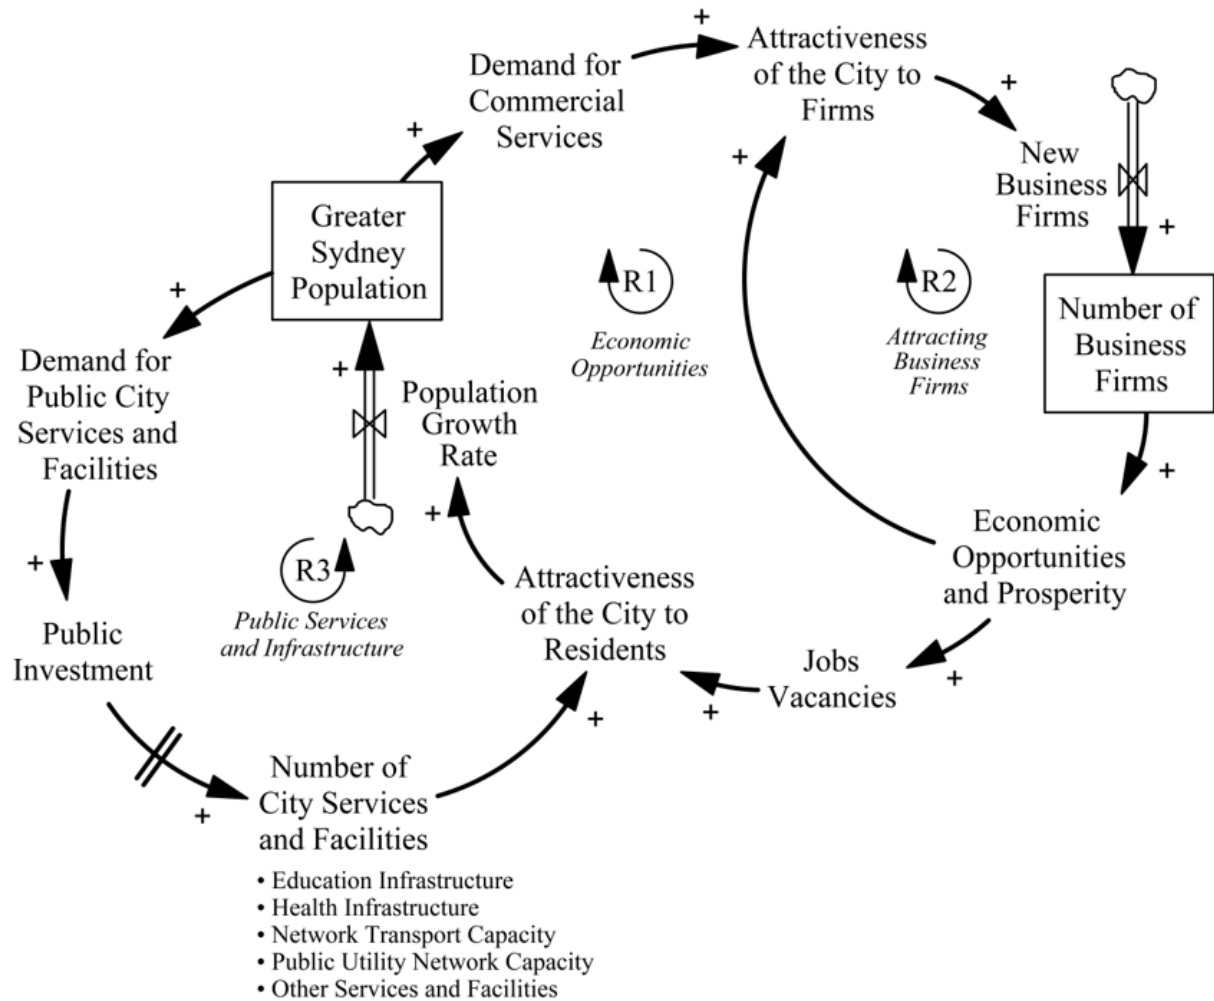 +
Demand for
Commercial
Services
+
Attractiveness
of the City to
Firms
+
New
Business
Firms
+
Number of
Business
Firms
+
Economic
Opportunities
and Prosperity
+
+
Jobs
Vacancies
+
Attractiveness
of the City to
Residents
+
Population
Growth
Rate
+
Greater
Sydney
Population
+
Demand for
Public City
Services and
Facilities
+
Public
Investment
+
Number of
City Services
and Facilities
• Education Infrastructure
• Health Infrastructure
• Network Transport Capacity
• Public Utility Network Capacity
• Other Services and Facilities
+
R1
Economic
Opportunities
R2
Attracting
Business
Firms
R3
Public Services
and Infrastructure